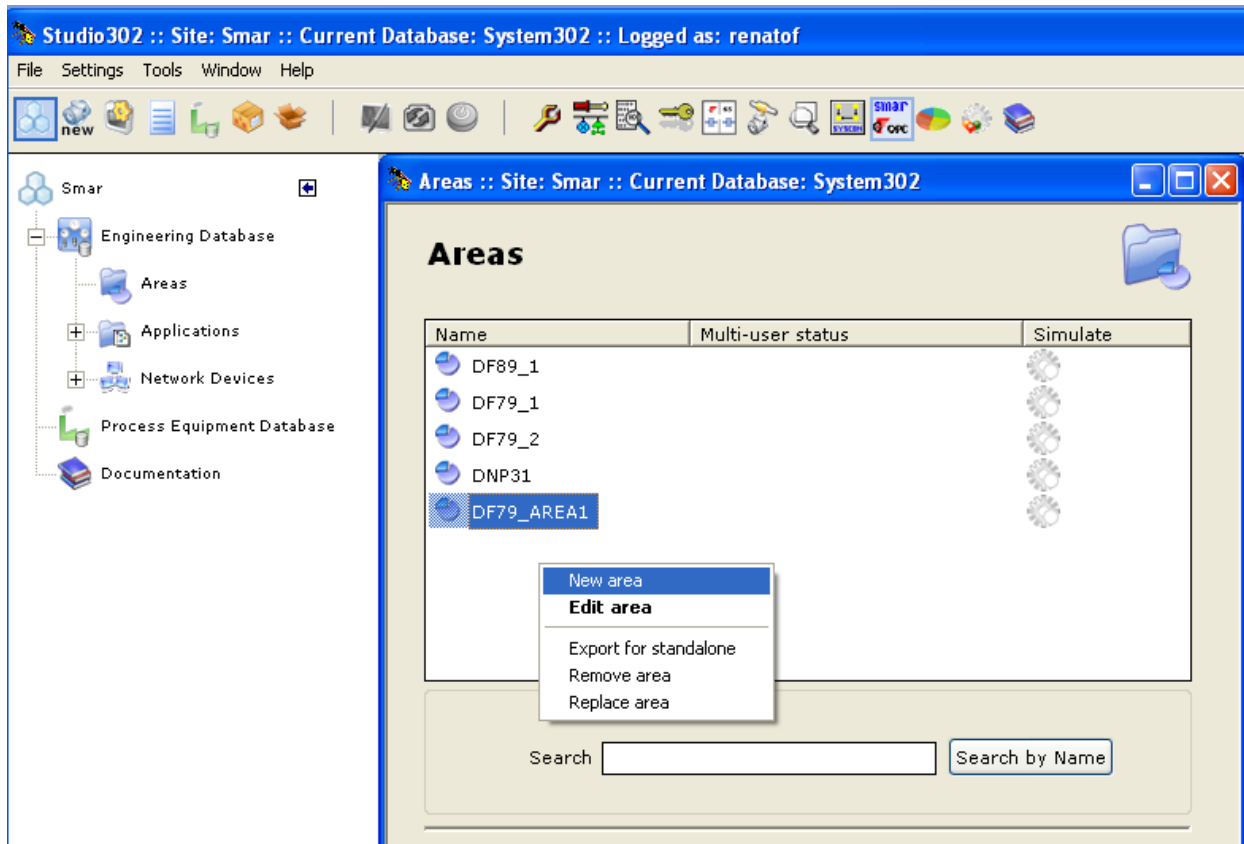 Studio302 :: Site: Smar :: Current Database: System302 :: Logged as: renatof
File Settings Tools Window Help
new
SYSCON
smar
OPC
Smar
Engineering Database
Areas
Applications
Network Devices
Process Equipment Database
Documentation
Areas :: Site: Smar :: Current Database: System302
Areas
Name Multi-user status Simulate
DF89_1
DF79_1
DF79_2
DNP31
DF79_AREA1
New area
Edit area
Export for standalone
Remove area
Replace area
Search Search by Name